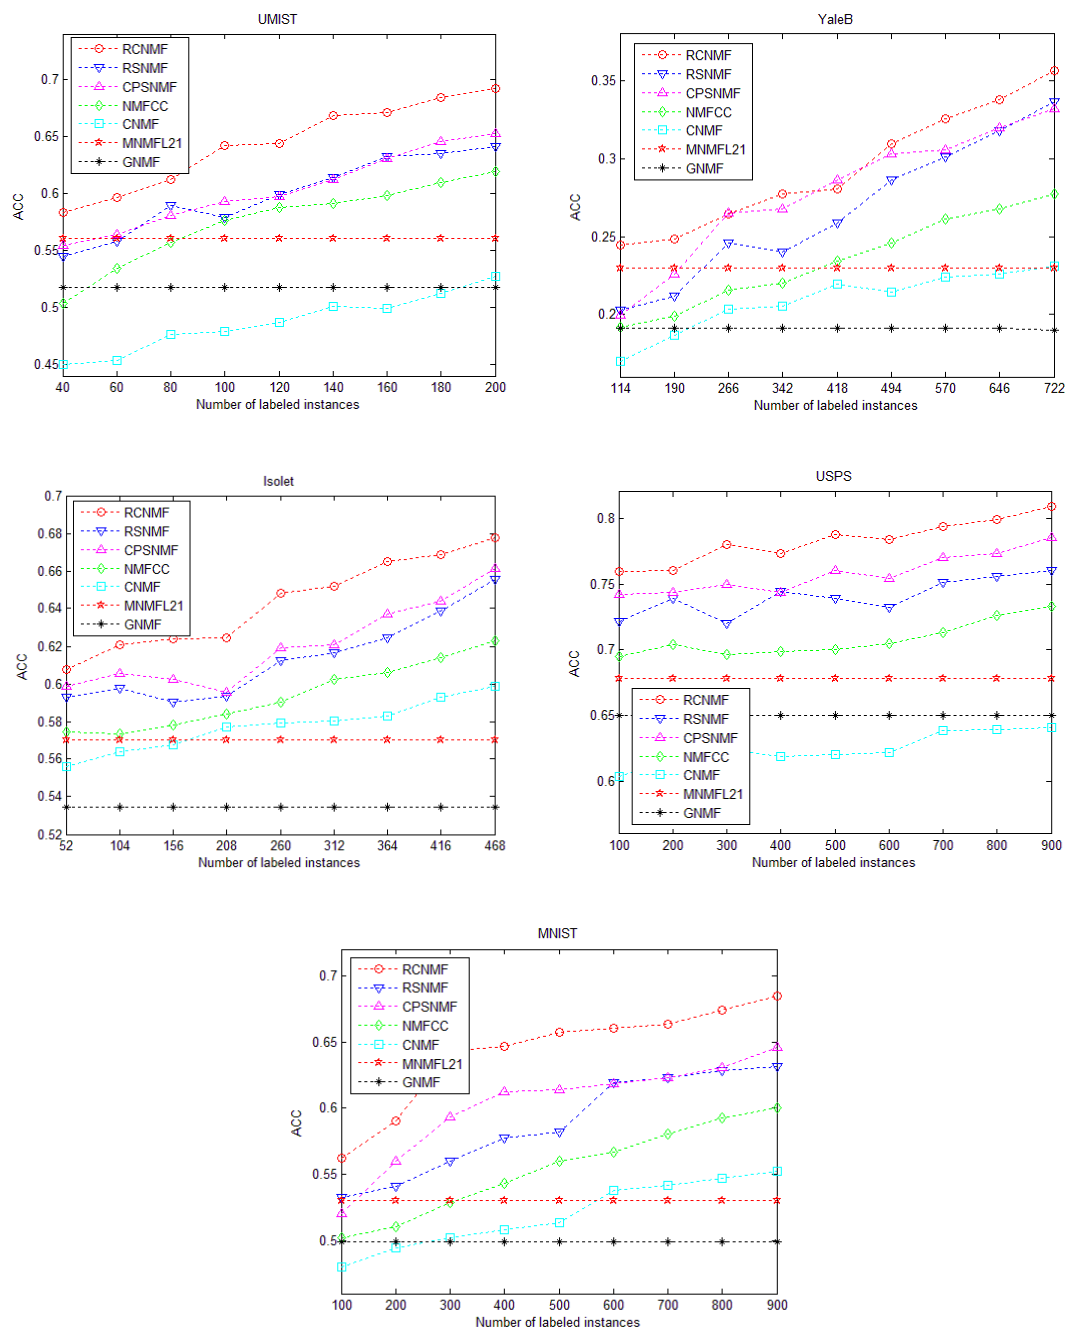 UMIST
RCNMF
RSNMF
CPSNMF
NMFCC
CNMF
MNMFL21
GNMF
0.7
0.65
0.6
0.55
0.5
0.45
ACC
40 60 80 100 120 140 160 180 200
Number of labeled instances
YaleB
RCNMF
RSNMF
CPSNMF
NMFCC
CNMF
MNMFL21
GNMF
0.35
0.3
0.25
0.2
ACC
114 190 266 342 418 494 570 646 722
Number of labeled instances
Isolet
RCNMF
RSNMF
CPSNMF
NMFCC
CNMF
MNMFL21
GNMF
0.7
0.68
0.66
0.64
0.62
0.6
0.58
0.56
0.54
0.52
ACC
52 104 156 208 260 312 364 416 468
Number of labeled instances
USPS
0.8
0.75
0.7
0.65
0.6
ACC
RCNMF
RSNMF
CPSNMF
NMFCC
CNMF
MNMFL21
GNMF
100 200 300 400 500 600 700 800 900
Number of labeled instances
MNIST
RCNMF
RSNMF
CPSNMF
NMFCC
CNMF
MNMFL21
GNMF
0.7
0.65
0.6
0.55
0.5
ACC
100 200 300 400 500 600 700 800 900
Number of labeled instances